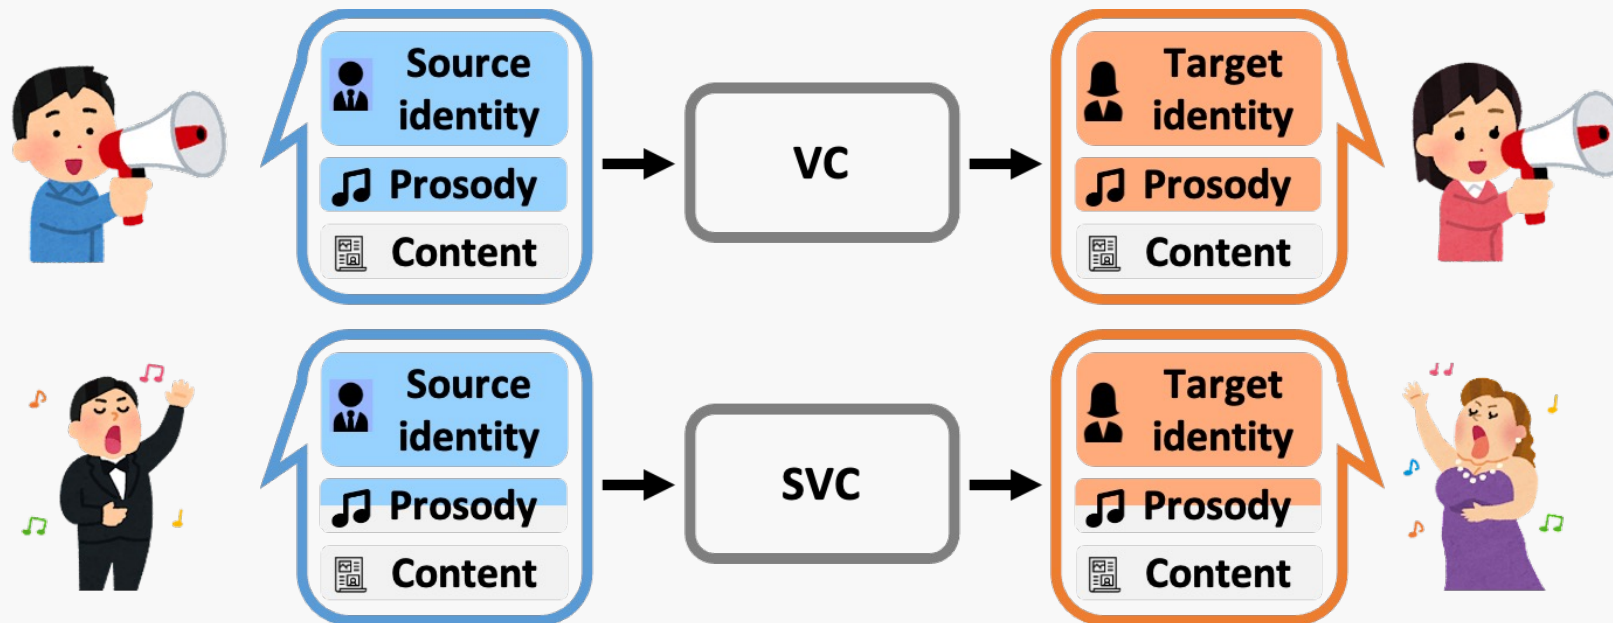 Source
identity
Prosody
Content
VC
Target
identity
Prosody
Content
Source
identity
Prosody
Content
SVC
Target
identity
Prosody
Content